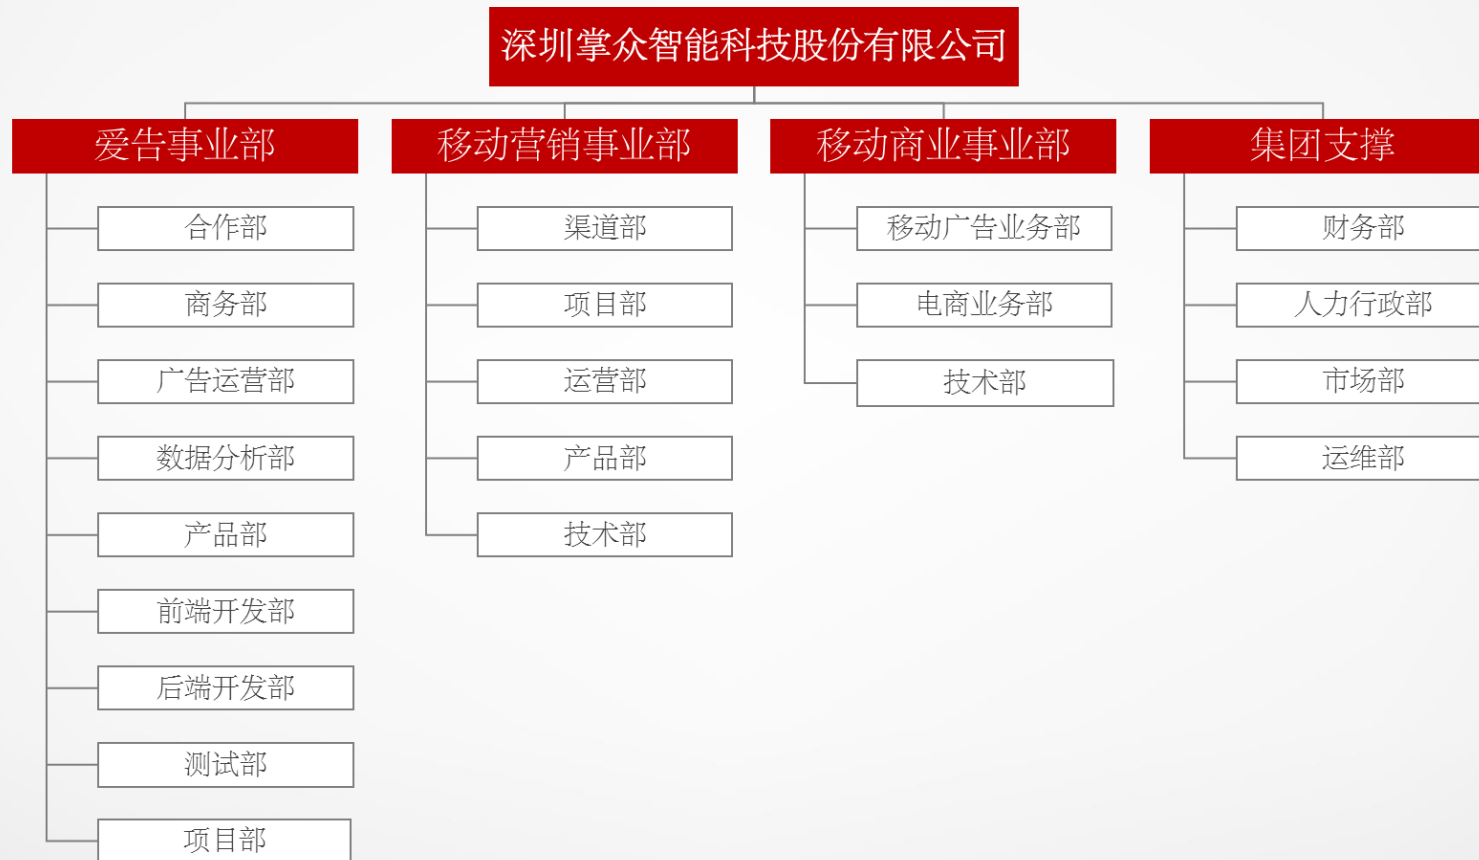 深圳掌众智能科技股份有限公司
爱告事业部
合作部
商务部
广告运营部
数据分析部
产品部
前端开发部
后端开发部
测试部
项目部
移动营销事业部
渠道部
项目部
运营部
产品部
技术部
移动商业事业部
移动广告业务部
电商业务部
技术部
集团支撑
财务部
人力行政部
市场部
运维部